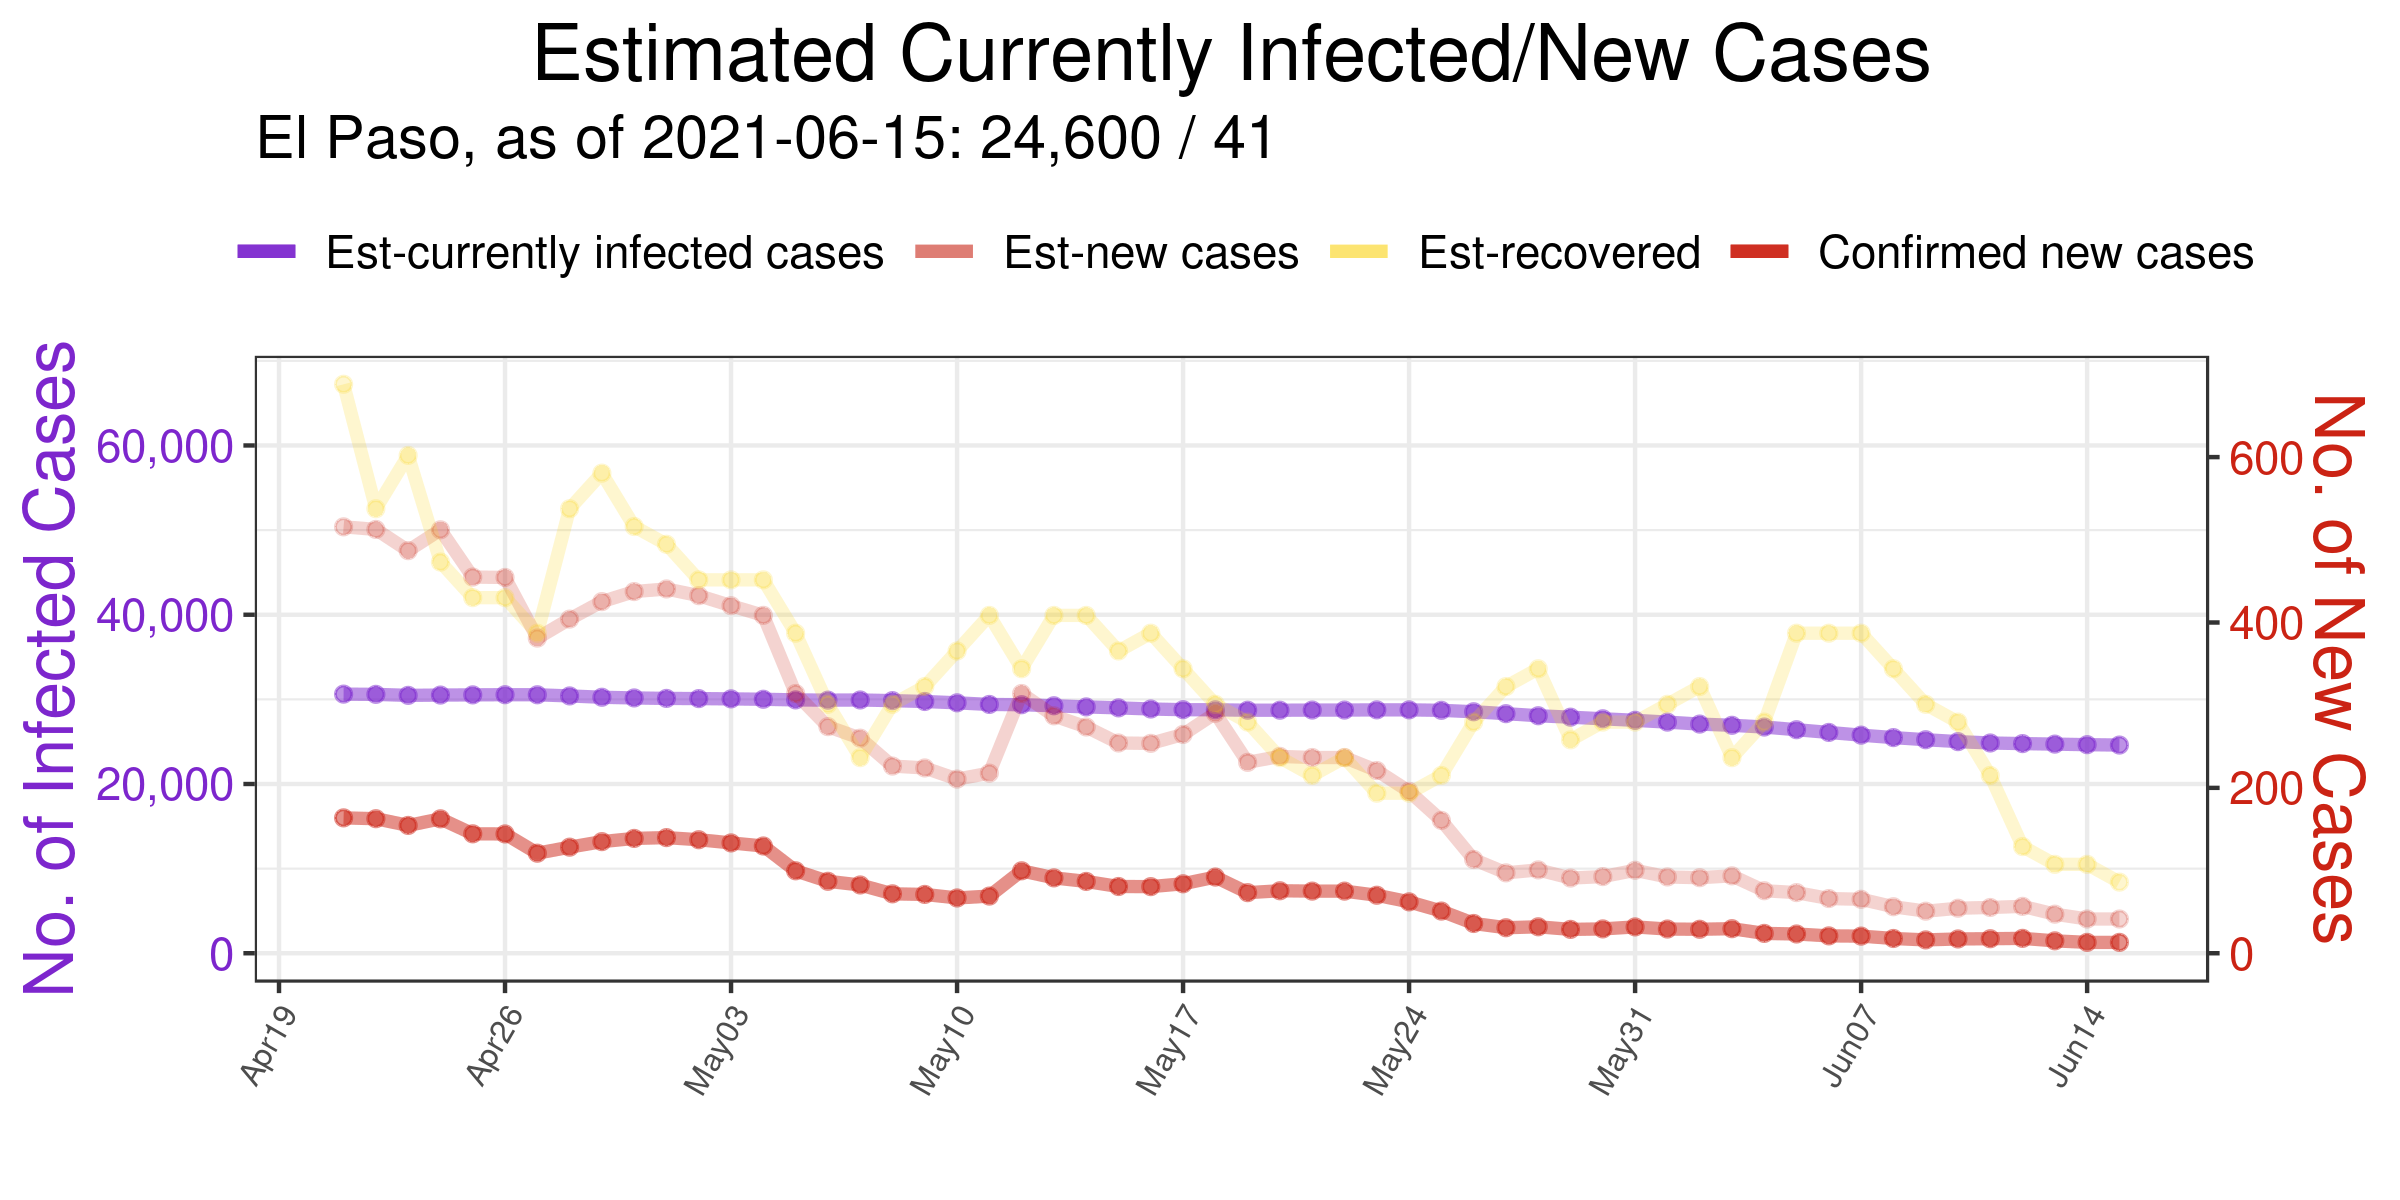 Estimated Currently Infected/New Cases
El Paso, as of 2021-06-15: 24,600 / 41
Est-currently infected cases Est-new cases Est-recovered Confirmed new cases
No. of Infected Cases
60,000
40,000
20,000
0
600
400
200
0
No. of New Cases
Apr19 Apr26 May03 May10 May17 May24 May31 Jun07 Jun14